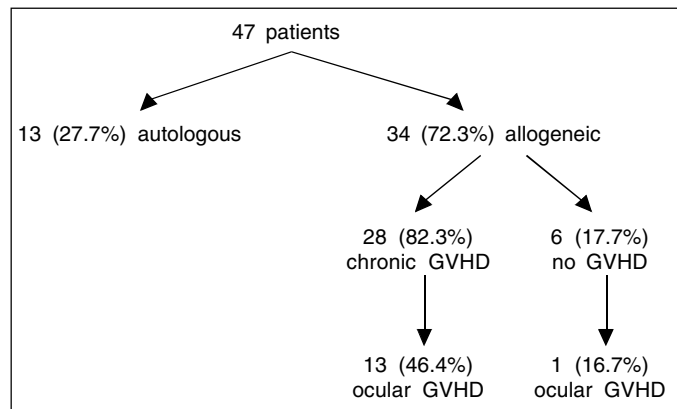 47 patients
13 (27.7%) autologous
34 (72.3%) allogeneic
28 (82.3%)
chronic GVHD
6 (17.7%)
no GVHD
13 (46.4%)
ocular GVHD
1 (16.7%)
ocular GVHD